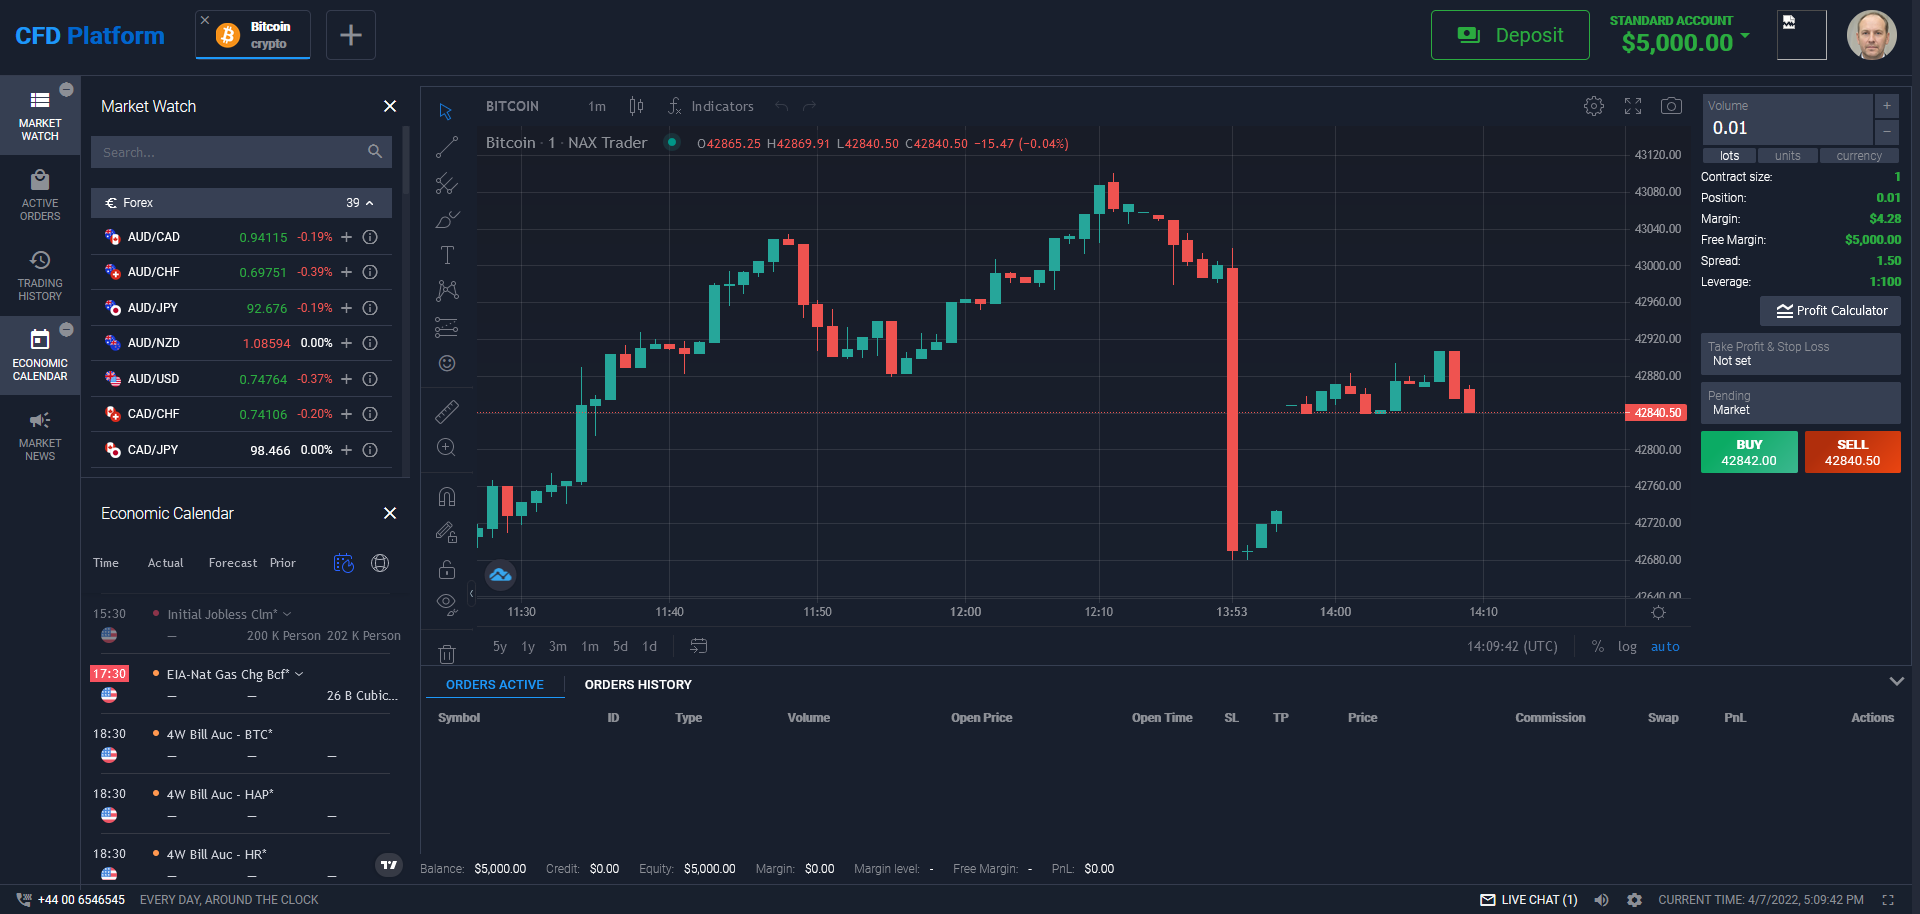 CFD Platform
Bitcoin
crypto
Deposit
STANDARD ACCOUNT
$5,000.00
MARKET
WATCH
ACTIVE
ORDERS
TRADING
HISTORY
ECONOMIC
CALENDAR
MARKET
NEWS
Market Watch
Search...
€ Forex 39
AUD/CAD 0.94115 -0.19%
AUD/CHF 0.69751 -0.39%
AUD/JPY 92.676 -0.19%
AUD/NZD 1.08594 0.00%
AUD/USD 0.74764 -0.37%
CAD/CHF 0.74106 -0.20%
CAD/JPY 98.466 0.00%
Economic Calendar
Time Actual Forecast Prior
15:30 Initial Jobless Clm*
— 200 K Person 202 K Person
17:30 EIA-Nat Gas Chg Bcf*
— — 26 B Cubic...
18:30 4W Bill Auc - BTC*
— — —
18:30 4W Bill Auc - HAP*
— — —
18:30 4W Bill Auc - HR*
— — —
BITCOIN 1m Indicators
Bitcoin · 1 · NAX Trader O42865.25 H42869.91 L42840.50 C42840.50 −15.47 (−0.04%)
43120.00
43080.00
43040.00
43000.00
42960.00
42920.00
42880.00
42840.50
42800.00
42760.00
42720.00
42680.00
42640.00
11:30 11:40 11:50 12:00 12:10 13:53 14:00 14:10
5y 1y 3m 1m 5d 1d 14:09:42 (UTC) % log auto
Volume
0.01
+
−
lots units currency
Contract size: 1
Position: 0.01
Margin: $4.28
Free Margin: $5,000.00
Spread: 1.50
Leverage: 1:100
Profit Calculator
Take Profit & Stop Loss
Not set
Pending
Market
BUY
42842.00
SELL
42840.50
ORDERS ACTIVE ORDERS HISTORY
Symbol ID Type Volume Open Price Open Time SL TP Price Commission Swap PnL Actions
Balance: $5,000.00 Credit: $0.00 Equity: $5,000.00 Margin: $0.00 Margin level: - Free Margin: - PnL: $0.00
+44 00 6546545 EVERY DAY, AROUND THE CLOCK LIVE CHAT (1) CURRENT TIME: 4/7/2022, 5:09:42 PM